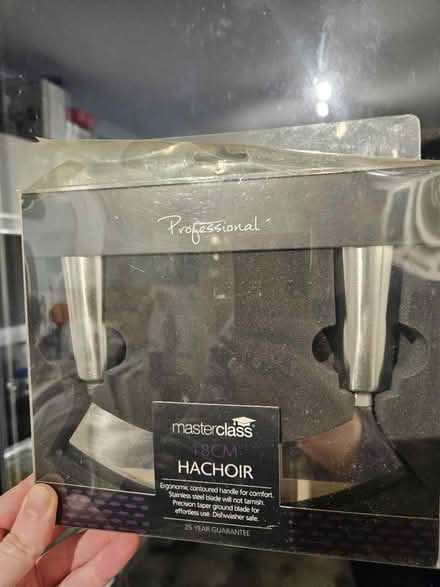 Professional
masterclass
18CM
HACHOIR
Ergonomic contoured handle for comfort.
Stainless steel blade will not tarnish.
Precision taper ground blade for
effortless use. Dishwasher safe.
25-YEAR GUARANTEE